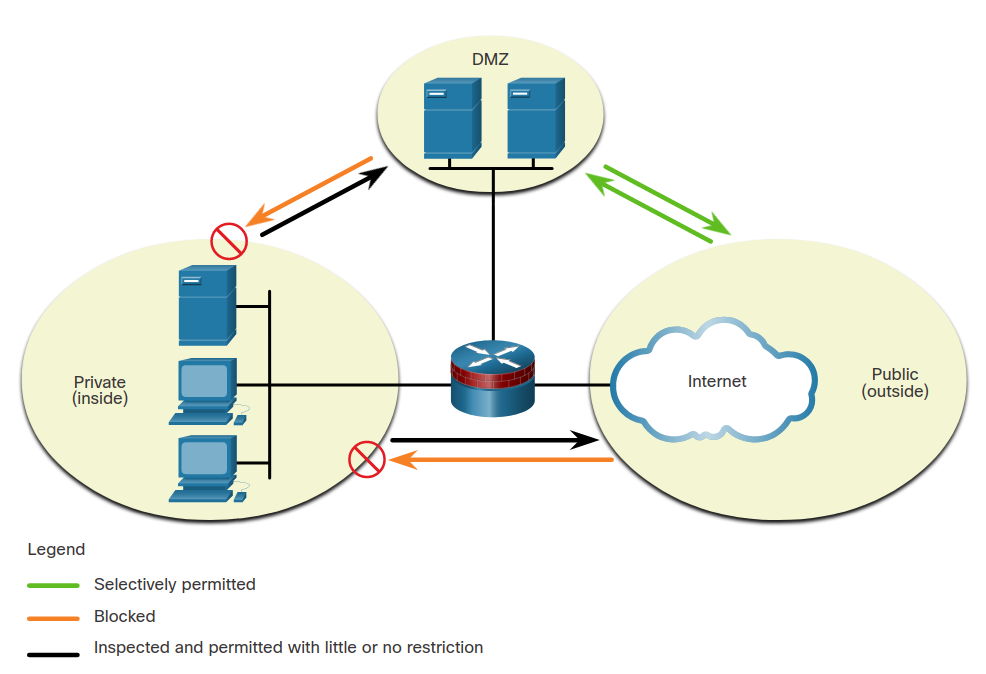 DMZ
Private
(inside)
Internet
Public
(outside)
Legend
Selectively permitted
Blocked
Inspected and permitted with little or no restriction